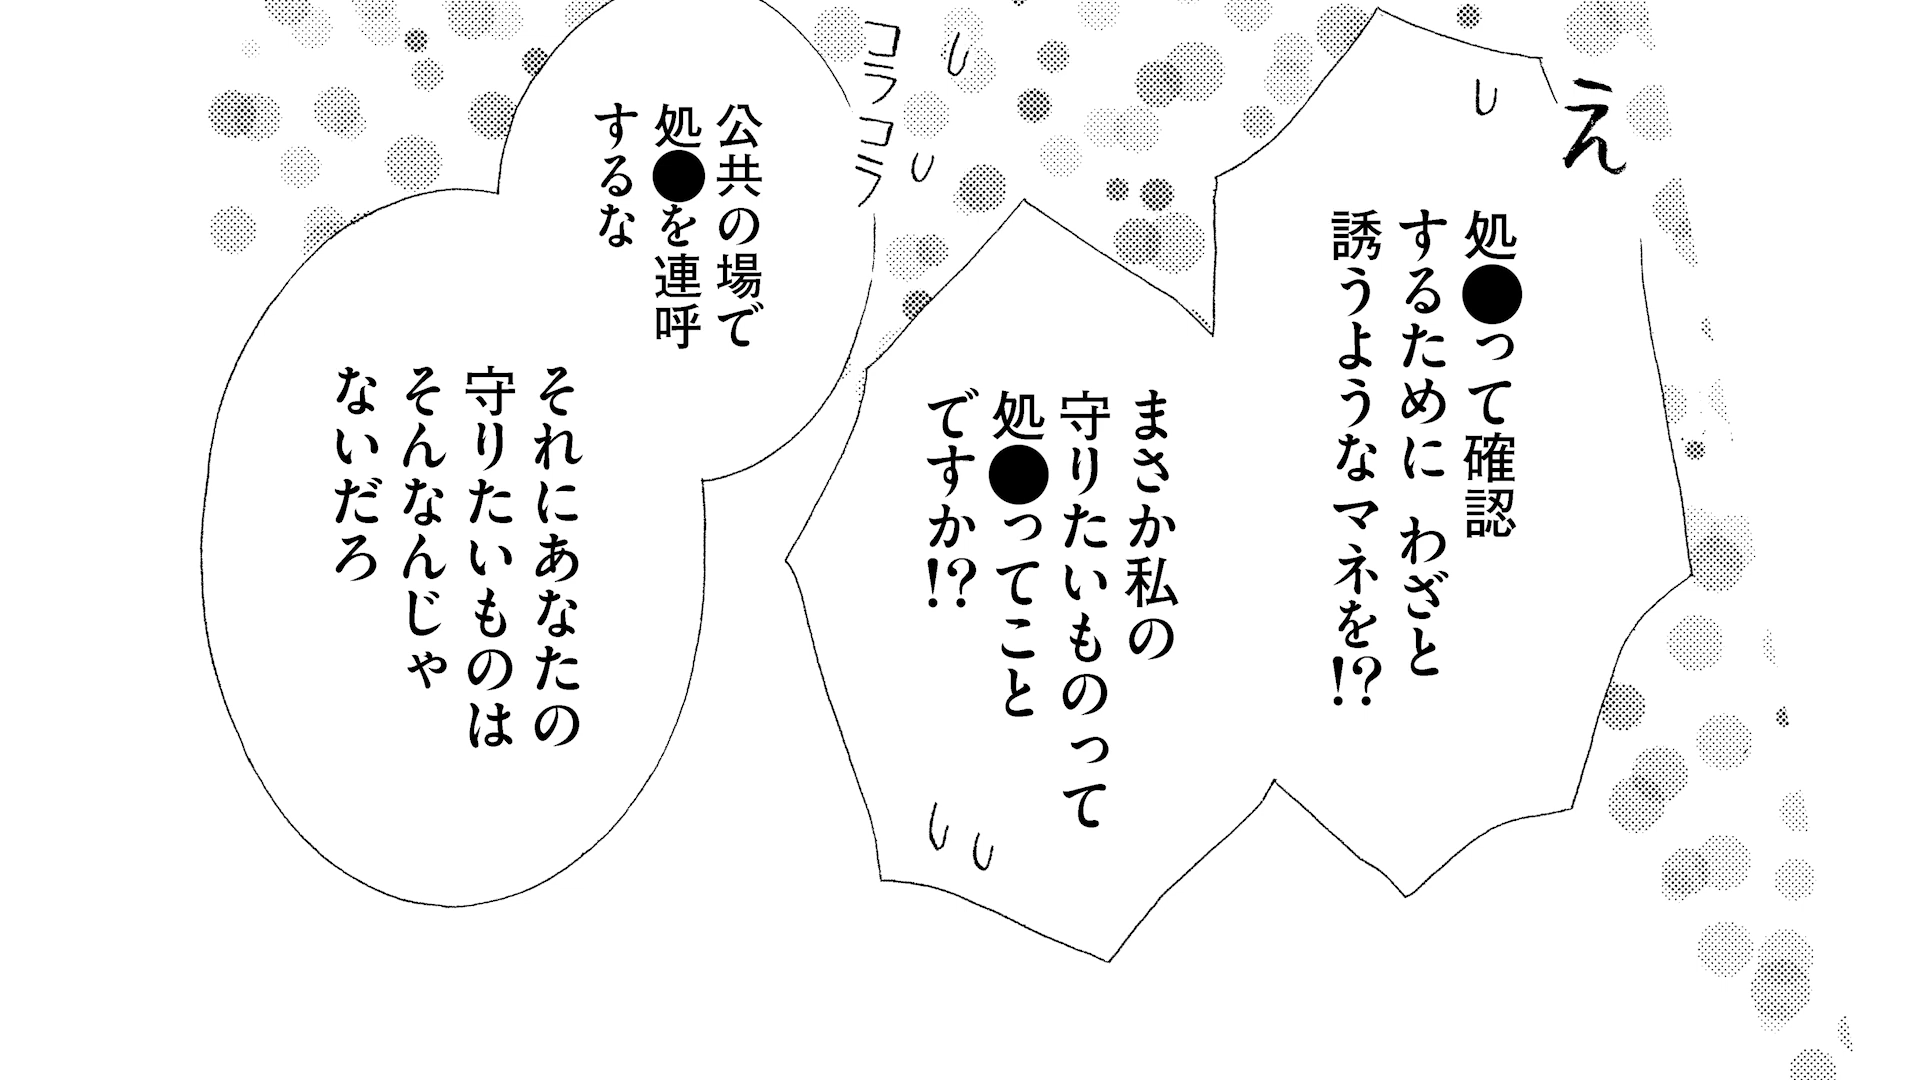 え
処●って確認
するために わざと
誘うようなマネを!?
まさか私の
守りたいものって
処●ってこと
ですか!?
コラコラ
公共の場で
処●を連呼
するな
それにあなたの
守りたいものは
そんなんじゃ
ないだろ